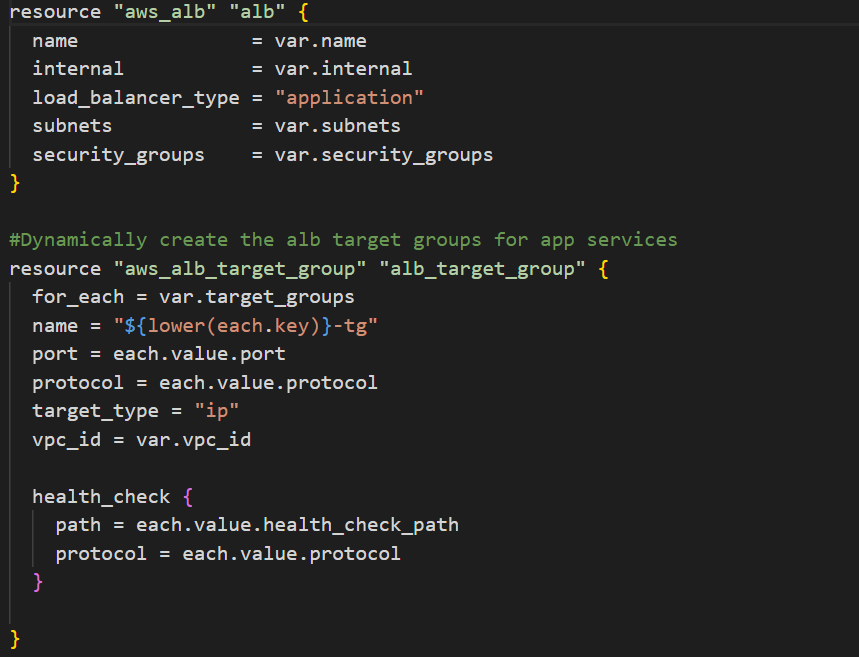 resource "aws_alb" "alb" {
  name               = var.name
  internal           = var.internal
  load_balancer_type = "application"
  subnets            = var.subnets
  security_groups    = var.security_groups
}

#Dynamically create the alb target groups for app services
resource "aws_alb_target_group" "alb_target_group" {
  for_each = var.target_groups
  name = "${lower(each.key)}-tg"
  port = each.value.port
  protocol = each.value.protocol
  target_type = "ip"
  vpc_id = var.vpc_id

  health_check {
    path = each.value.health_check_path
    protocol = each.value.protocol
  }

}